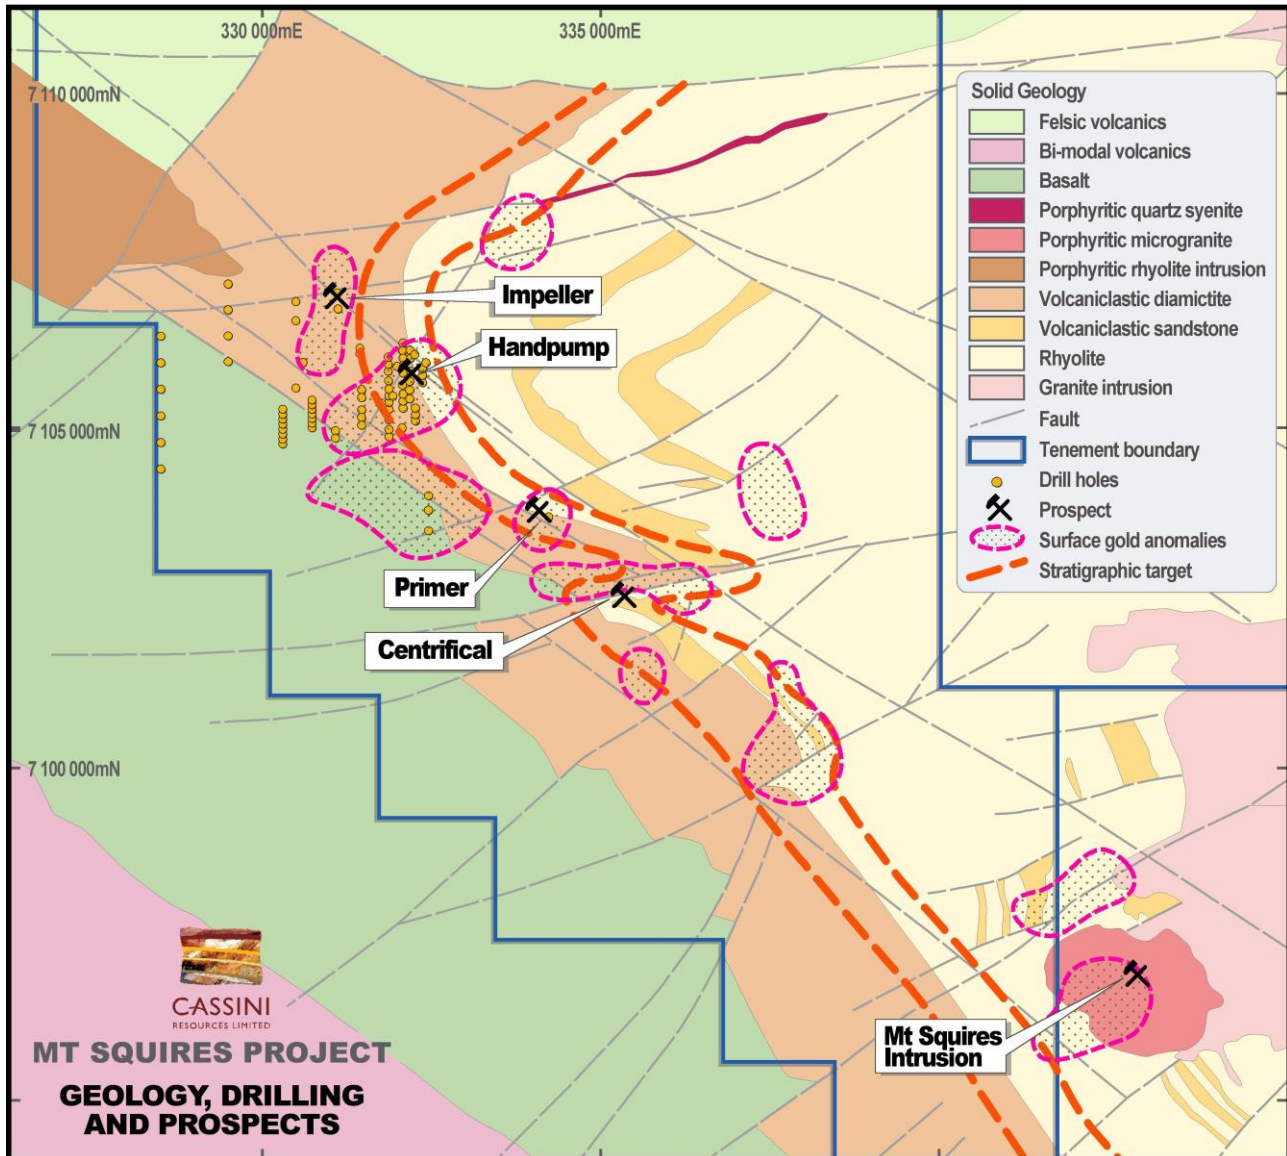 330 000mE
335 000mE
7 110 000mN
7 105 000mN
7 100 000mN
Solid Geology
Felsic volcanics
Bi-modal volcanics
Basalt
Porphyritic quartz syenite
Porphyritic microgranite
Porphyritic rhyolite intrusion
Volcaniclastic diamictite
Volcaniclastic sandstone
Rhyolite
Granite intrusion
Fault
Tenement boundary
Drill holes
Prospect
Surface gold anomalies
Stratigraphic target
Impeller
Handpump
Primer
Centrifical
Mt Squires
Intrusion
CASSINI
RESOURCES LIMITED
MT SQUIRES PROJECT
GEOLOGY, DRILLING
AND PROSPECTS